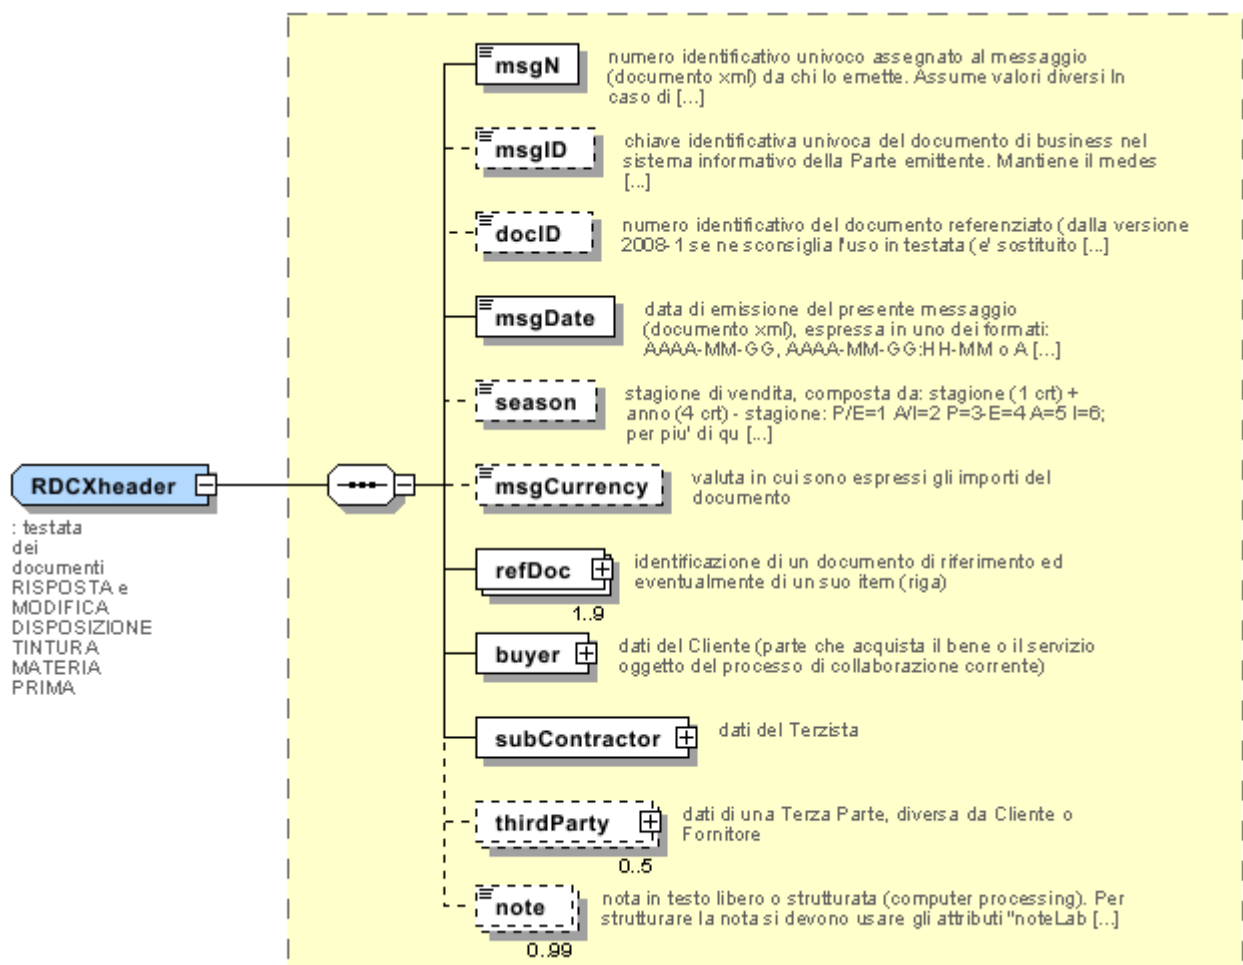 msgN
numero identificativo univoco assegnato al messaggio
(documento xml) da chi lo emette. Assume valori diversi In
caso di [...]
msgID
chiave identificativa univoca del documento di business nel
sistema informativo della Parte emittente. Mantiene il medes
[...]
docID
numero identificativo del documento referenziato (dalla versione
2008-1 se ne sconsiglia l'uso in testata (e' sostituito [...]
msgDate
data di emissione del presente messaggio
(documento xml), espressa in uno dei formati:
AAAA-MM-GG, AAAA-MM-GG:HH-MM o A [...]
season
stagione di vendita, composta da: stagione (1 crt) +
anno (4 crt) - stagione: P/E=1 A/I=2 P=3-E=4 A=5 I=6;
per piu' di qu [...]
msgCurrency
valuta in cui sono espressi gli importi del
documento
RDCXheader
: testata
dei
documenti
RISPOSTA e
MODIFICA
DISPOSIZIONE
TINTURA
MATERIA
PRIMA
refDoc
identificazione di un documento di riferimento ed
eventualmente di un suo item (riga)
1..9
buyer
dati del Cliente (parte che acquista il bene o il servizio
oggetto del processo di collaborazione corrente)
subContractor
dati del Terzista
thirdParty
dati di una Terza Parte, diversa da Cliente o
Fornitore
0..5
note
nota in testo libero o strutturata (computer processing). Per
strutturare la nota si devono usare gli attributi "noteLab [...]
0..99